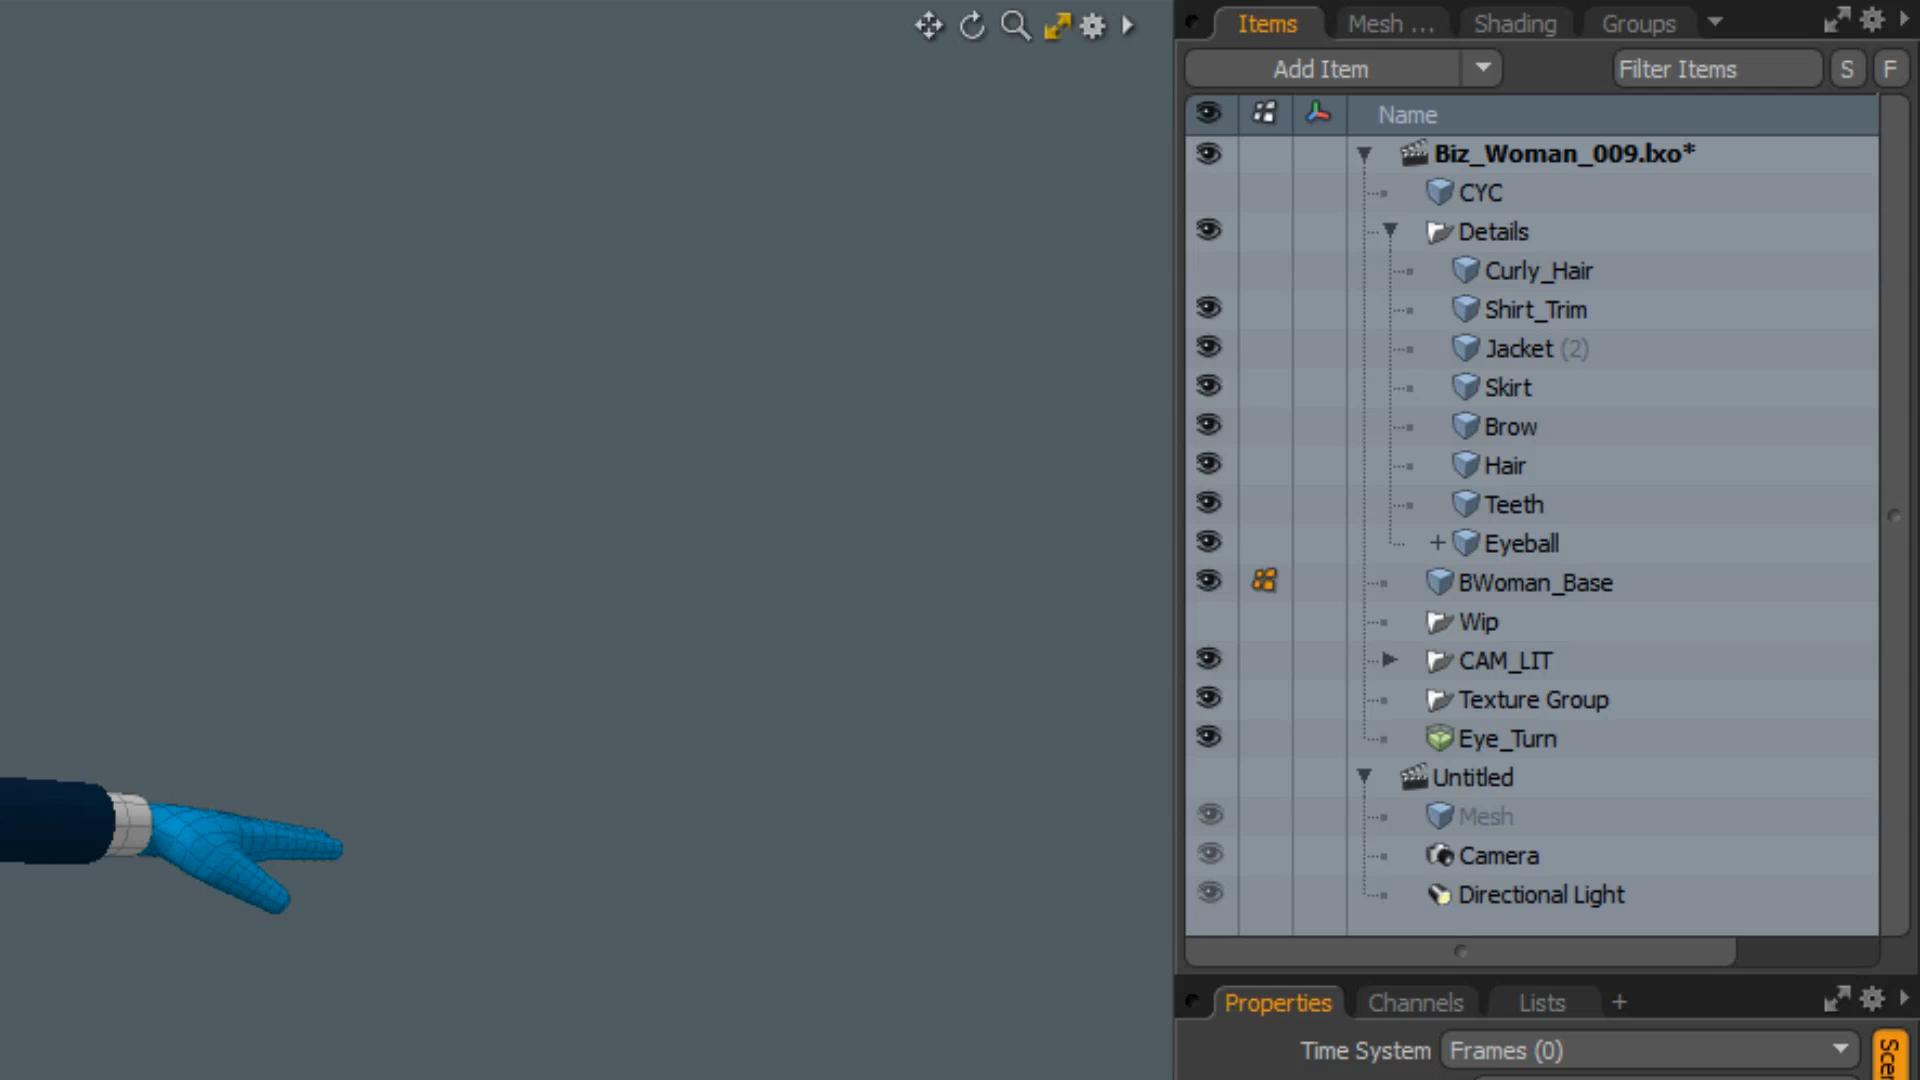 Items Mesh ... Shading Groups
Add Item Filter Items S F
Name
Biz_Woman_009.lxo*
CYC
Details
Curly_Hair
Shirt_Trim
Jacket (2)
Skirt
Brow
Hair
Teeth
+ Eyeball
BWoman_Base
Wip
CAM_LIT
Texture Group
Eye_Turn
Untitled
Mesh
Camera
Directional Light
Properties Channels Lists +
Time System Frames (0)